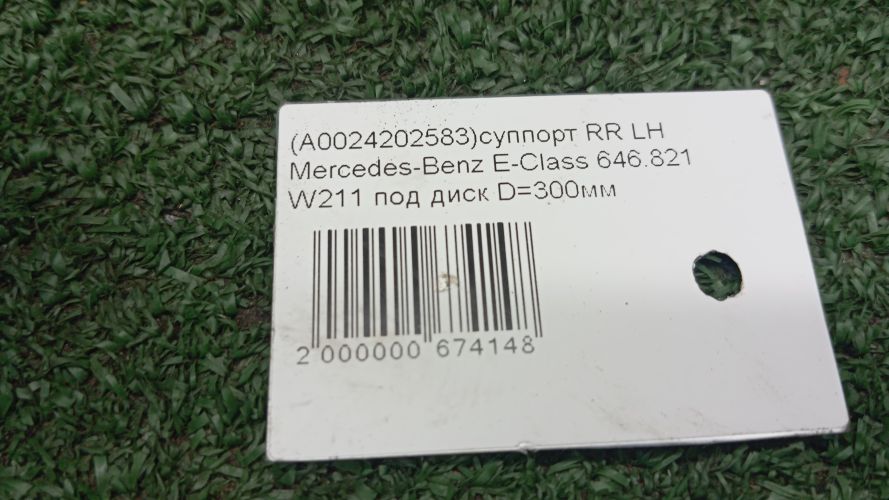 (A0024202583)суппорт RR LH
Mercedes-Benz E-Class 646.821
W211 под диск D=300мм
2 000000 674148